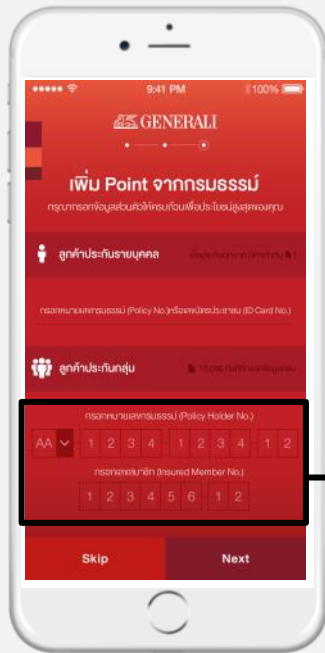 9:41 PM
100%
GENERALI
เพิ่ม Point จากกรมธรรม์
กรุณากรอกข้อมูลส่วนตัวให้ครบถ้วนเพื่อประโยชน์สูงสุดของคุณ
ลูกค้าประกันรายบุคคล
กรอกหมายเลขกรมธรรม์ (Policy No.)หรือเลขบัตรประชาชน (ID Card No.)
ลูกค้าประกันกลุ่ม
กรอกหมายเลขกรมธรรม์ (Policy Holder No.)
AA 1 2 3 4 - 1 2 3 4 - 1 2
กรอกเลขสมาชิก (Insured Member No.)
1 2 3 4 5 6 - 1 2
Skip Next